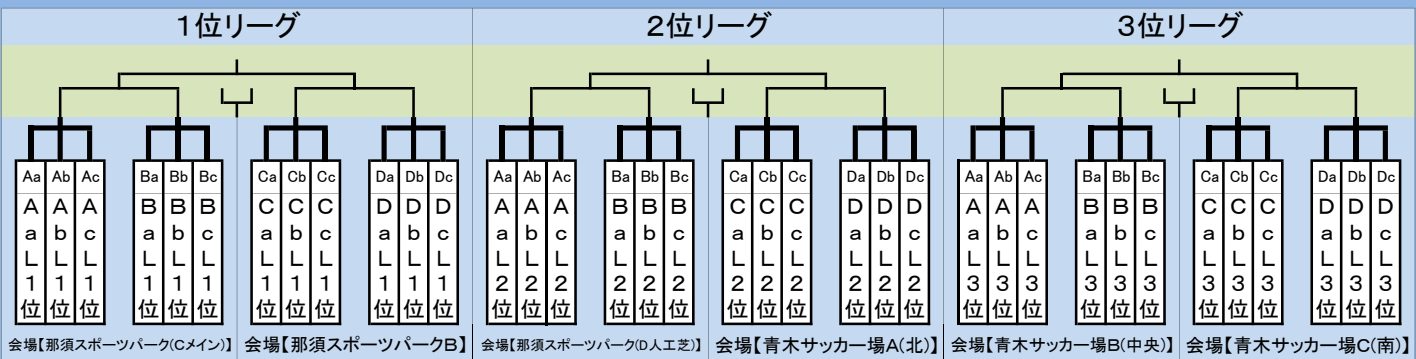 1位リーグ
2位リーグ
3位リーグ
Aa Ab Ac Ba Bb Bc Ca Cb Cc Da Db Dc Aa Ab Ac Ba Bb Bc Ca Cb Cc Da Db Dc Aa Ab Ac Ba Bb Bc Ca Cb Cc Da Db Dc
AaL1位
AbL1位
AcL1位
BaL1位
BbL1位
BcL1位
CaL1位
CbL1位
CcL1位
DaL1位
DbL1位
DcL1位
AaL2位
AbL2位
AcL2位
BaL2位
BbL2位
BcL2位
CaL2位
CbL2位
CcL2位
DaL2位
DbL2位
DcL2位
AaL3位
AbL3位
AcL3位
BaL3位
BbL3位
BcL3位
CaL3位
CbL3位
CcL3位
DaL3位
DbL3位
DcL3位
会場【那須スポーツパーク(Cメイン)】
会場【那須スポーツパークB】
会場【那須スポーツパーク(D人工芝)】
会場【青木サッカー場A(北)】
会場【青木サッカー場B(中央)】
会場【青木サッカー場C(南)】